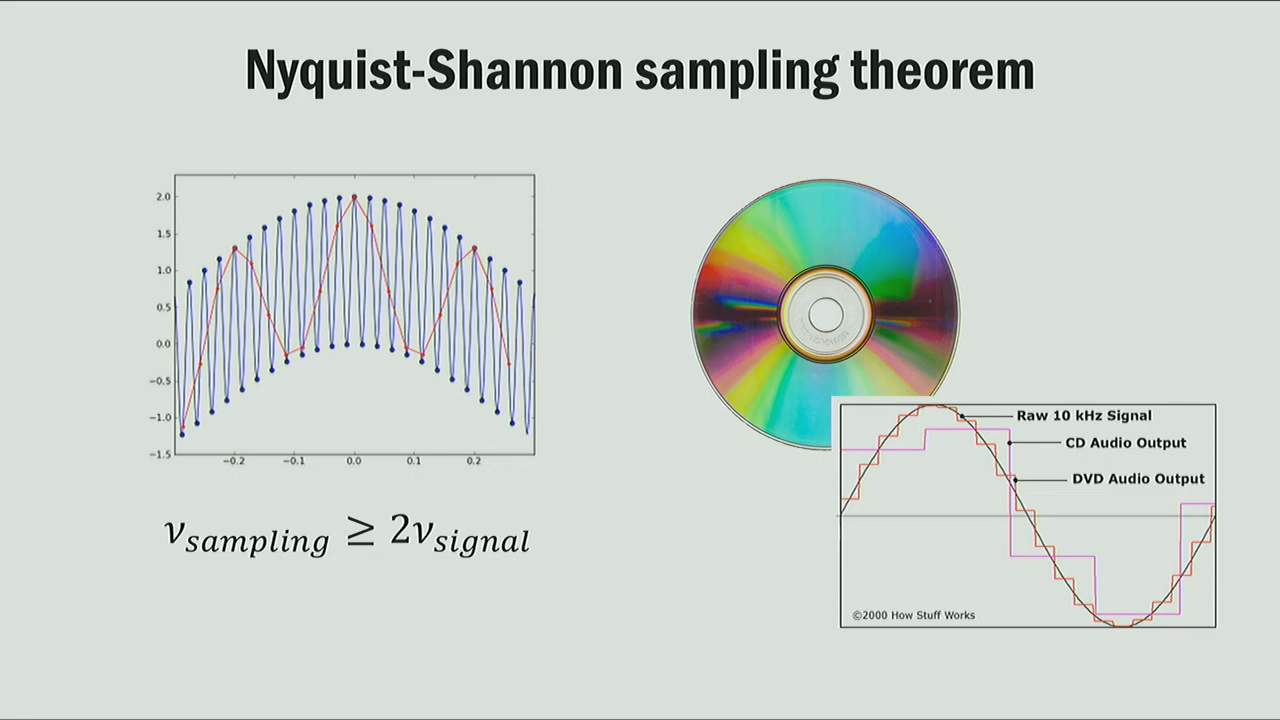 Nyquist-Shannon sampling theorem
2.0
1.5
1.0
0.5
0.0
−0.5
−1.0
−1.5
−0.2 −0.1 0.0 0.1 0.2
νsampling ≥ 2νsignal
Raw 10 kHz Signal
CD Audio Output
DVD Audio Output
©2000 How Stuff Works